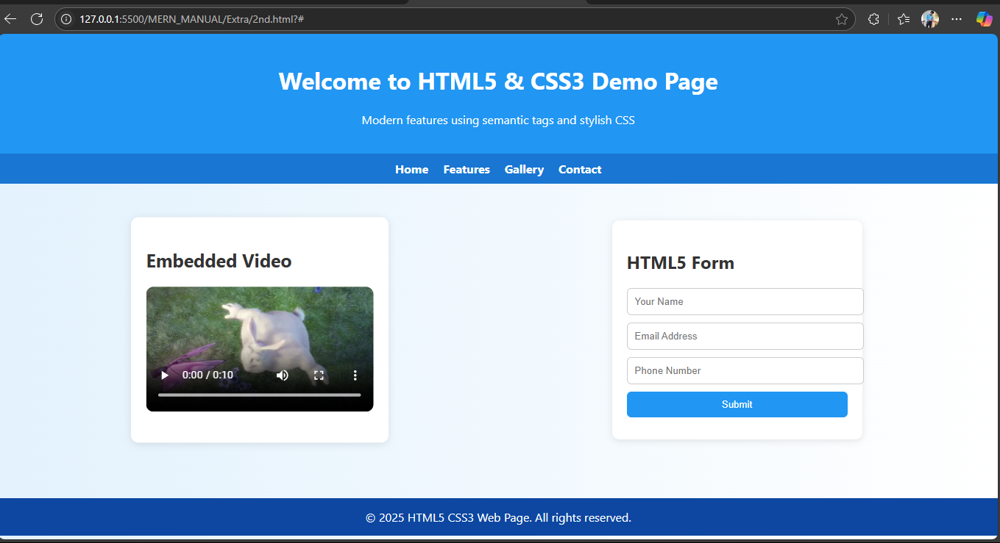 127.0.0.1:5500/MERN_MANUAL/Extra/2nd.html?#
Welcome to HTML5 & CSS3 Demo Page
Modern features using semantic tags and stylish CSS
Home Features Gallery Contact
Embedded Video
0:00 / 0:10
HTML5 Form
Your Name
Email Address
Phone Number
Submit
© 2025 HTML5 CSS3 Web Page. All rights reserved.